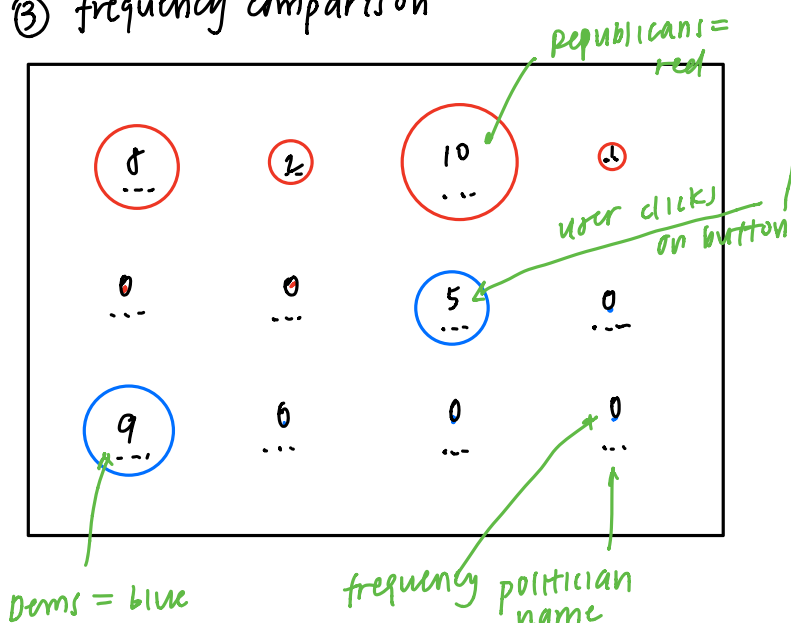 ③ frequency comparison
Republicans =
red
8
2
10
1
---
...
user clicks
on button
0
0
5
0
---
---
---
---
9
0
0
0
---
---
---
---
Dems = blue
frequency
politician
name